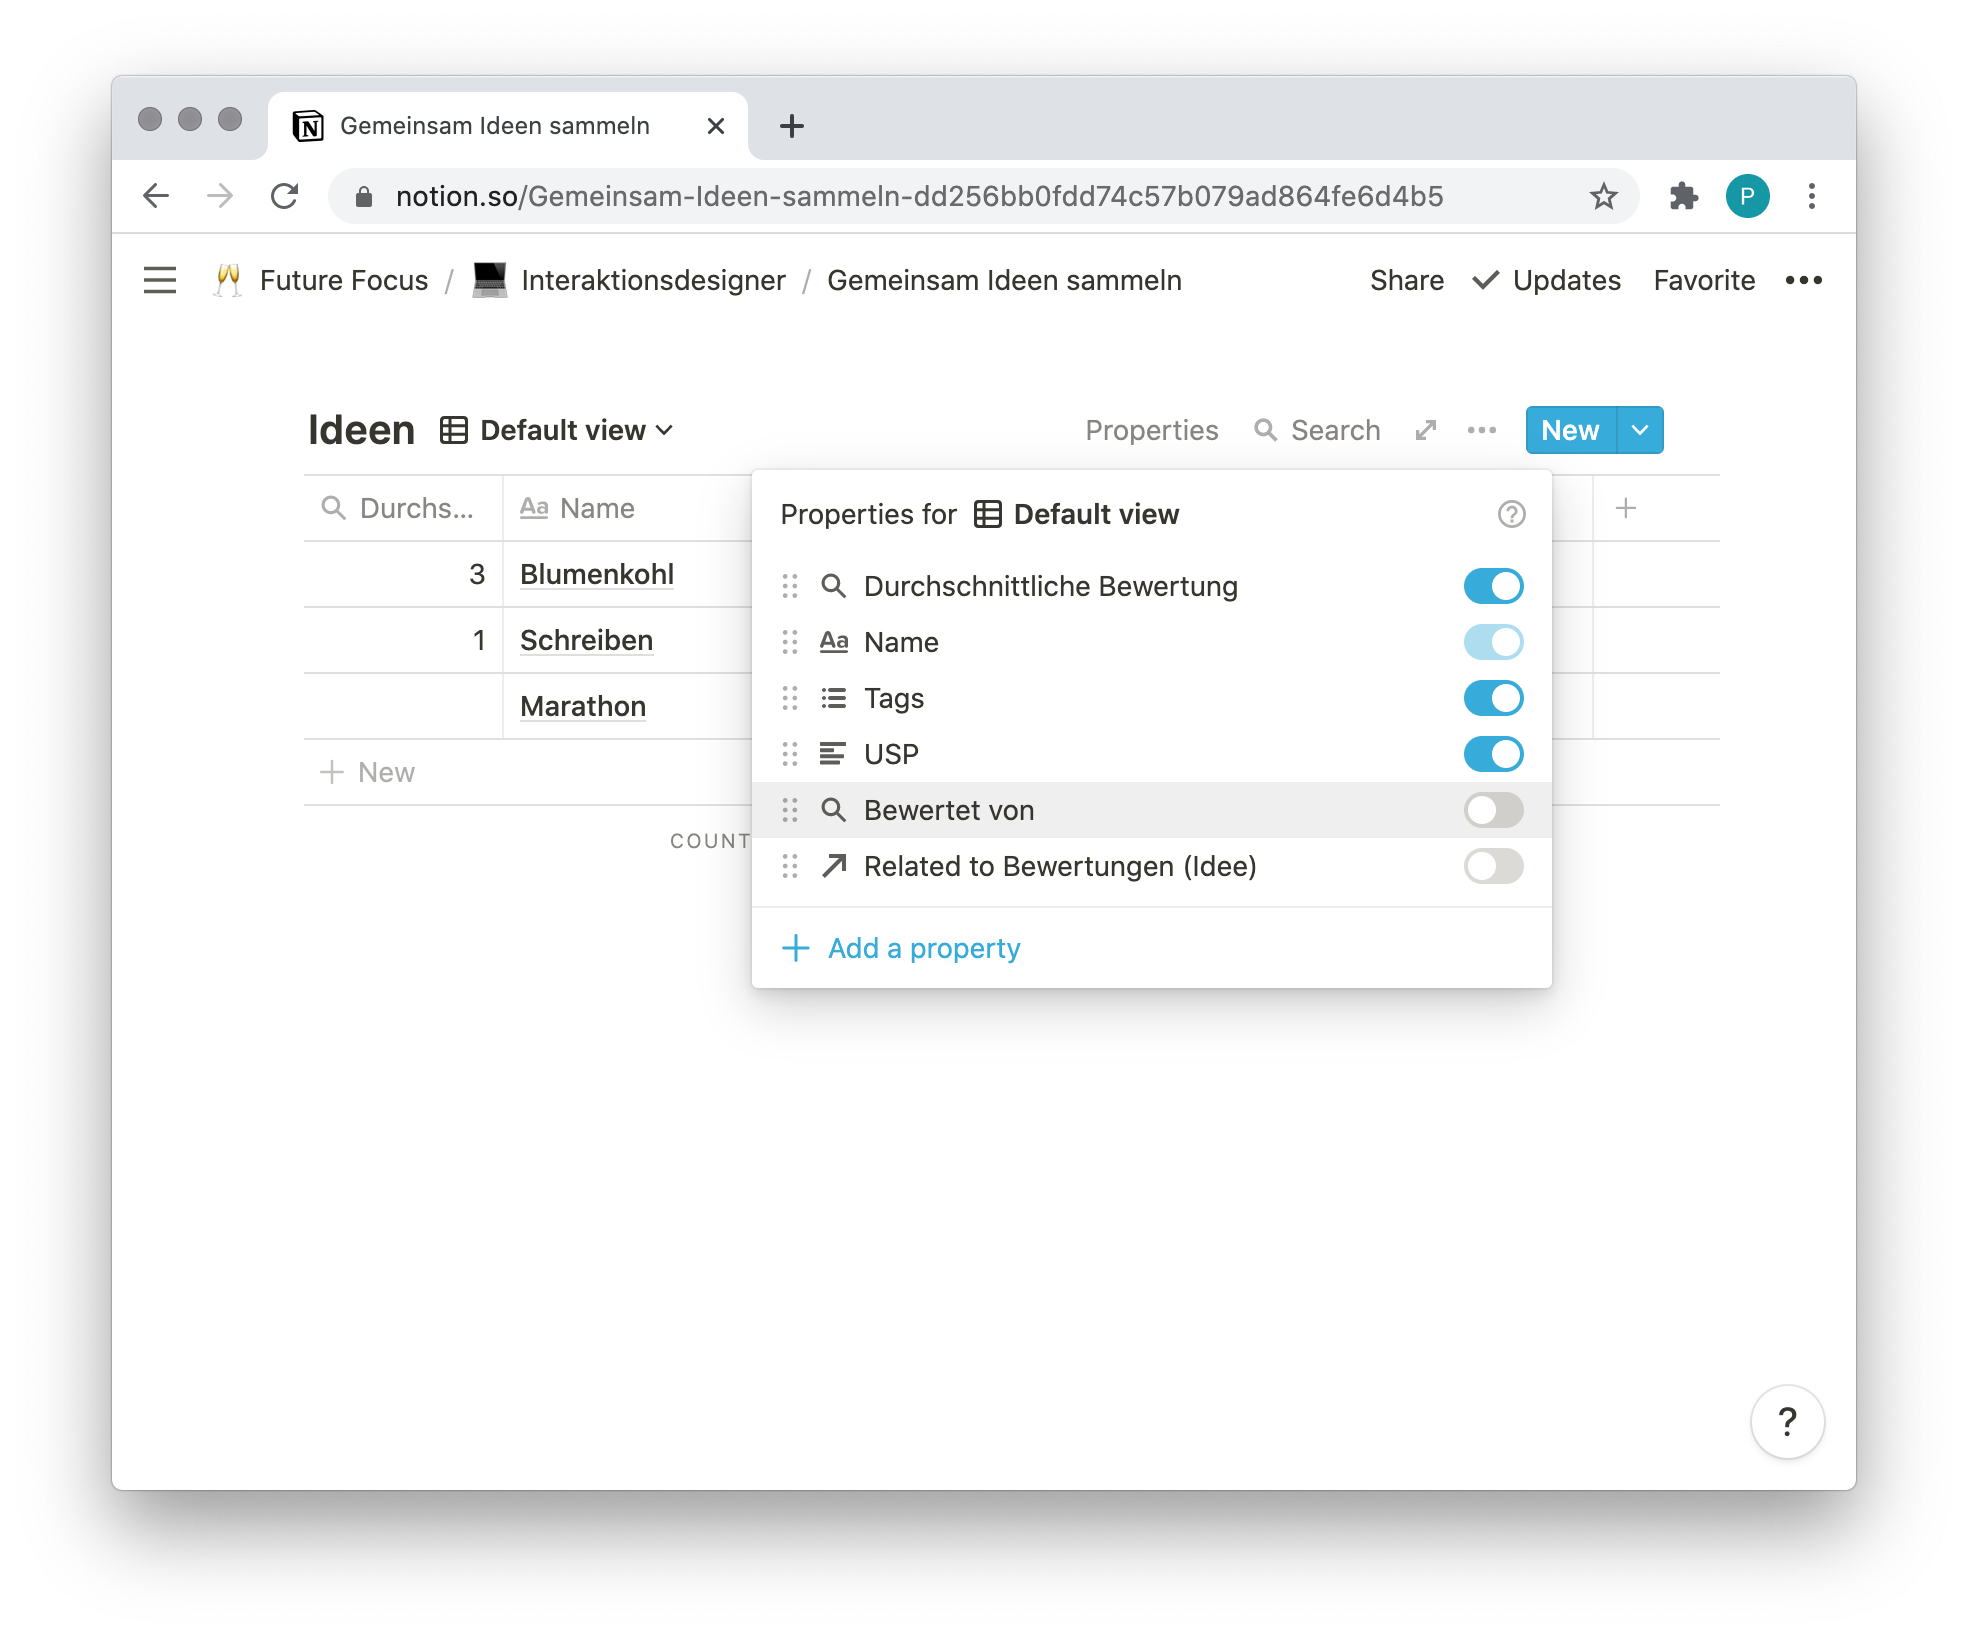 Gemeinsam Ideen sammeln
notion.so/Gemeinsam-Ideen-sammeln-dd256bb0fdd74c57b079ad864fe6d4b5
P
Future Focus / Interaktionsdesigner / Gemeinsam Ideen sammeln
Share Updates Favorite
Ideen Default view
Properties Search New
Durchs... Aa Name
3 Blumenkohl
1 Schreiben
Marathon
New
COUNT
Properties for Default view
Durchschnittliche Bewertung
Aa Name
Tags
USP
Bewertet von
Related to Bewertungen (Idee)
Add a property
?